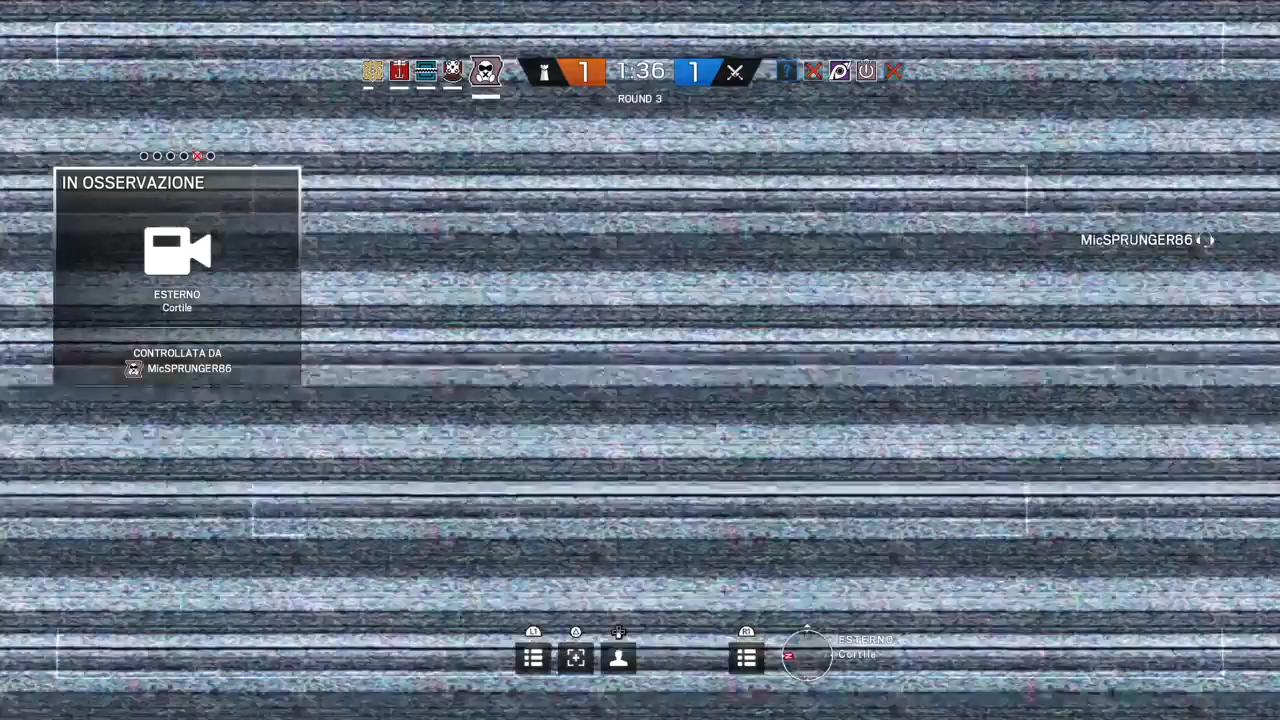 1 1:36 1
ROUND 3
IN OSSERVAZIONE
MicSPRUNGER86
ESTERNO
Cortile
CONTROLLATA DA
MicSPRUNGER86
L1 R1
ESTERNO
Cortile